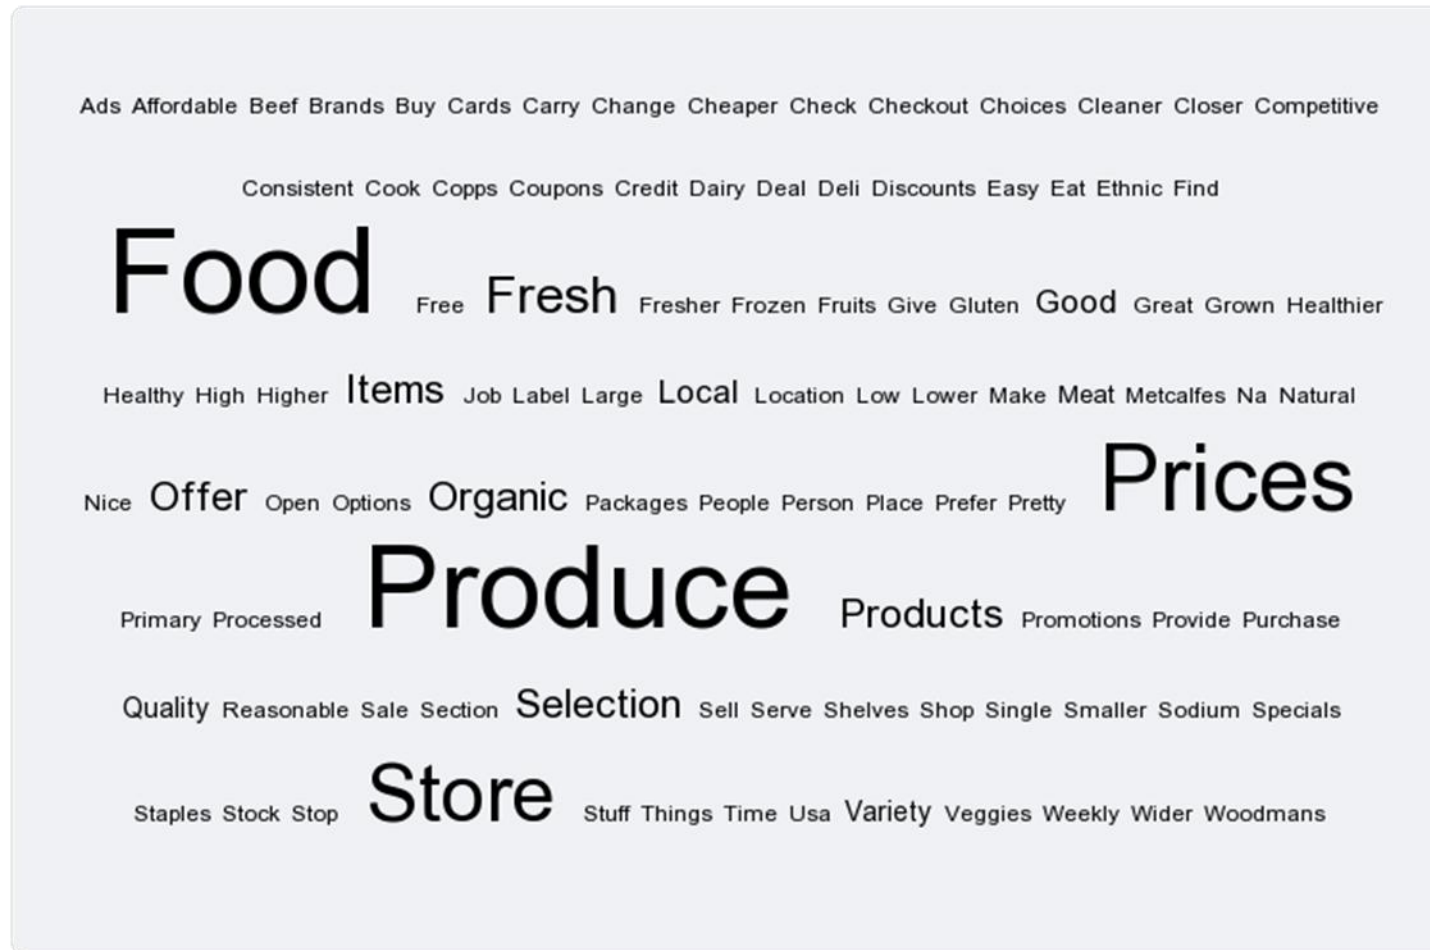 Ads Affordable Beef Brands Buy Cards Carry Change Cheaper Check Checkout Choices Cleaner Closer Competitive
Consistent Cook Copps Coupons Credit Dairy Deal Deli Discounts Easy Eat Ethnic Find
Food Free Fresh Fresher Frozen Fruits Give Gluten Good Great Grown Healthier
Healthy High Higher Items Job Label Large Local Location Low Lower Make Meat Metcalfes Na Natural
Nice Offer Open Options Organic Packages People Person Place Prefer Pretty Prices
Primary Processed Produce Products Promotions Provide Purchase
Quality Reasonable Sale Section Selection Sell Serve Shelves Shop Single Smaller Sodium Specials
Staples Stock Stop Store Stuff Things Time Usa Variety Veggies Weekly Wider Woodmans